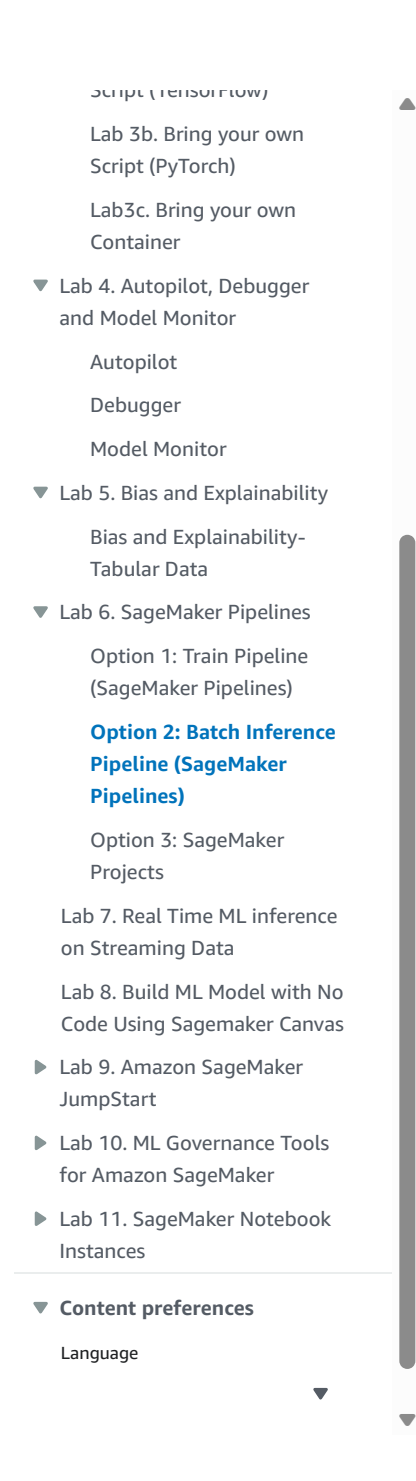 Script (TensorFlow)
Lab 3b. Bring your own
Script (PyTorch)
Lab3c. Bring your own
Container
Lab 4. Autopilot, Debugger
and Model Monitor
Autopilot
Debugger
Model Monitor
Lab 5. Bias and Explainability
Bias and Explainability-
Tabular Data
Lab 6. SageMaker Pipelines
Option 1: Train Pipeline
(SageMaker Pipelines)
Option 2: Batch Inference
Pipeline (SageMaker
Pipelines)
Option 3: SageMaker
Projects
Lab 7. Real Time ML inference
on Streaming Data
Lab 8. Build ML Model with No
Code Using Sagemaker Canvas
Lab 9. Amazon SageMaker
JumpStart
Lab 10. ML Governance Tools
for Amazon SageMaker
Lab 11. SageMaker Notebook
Instances
Content preferences
Language